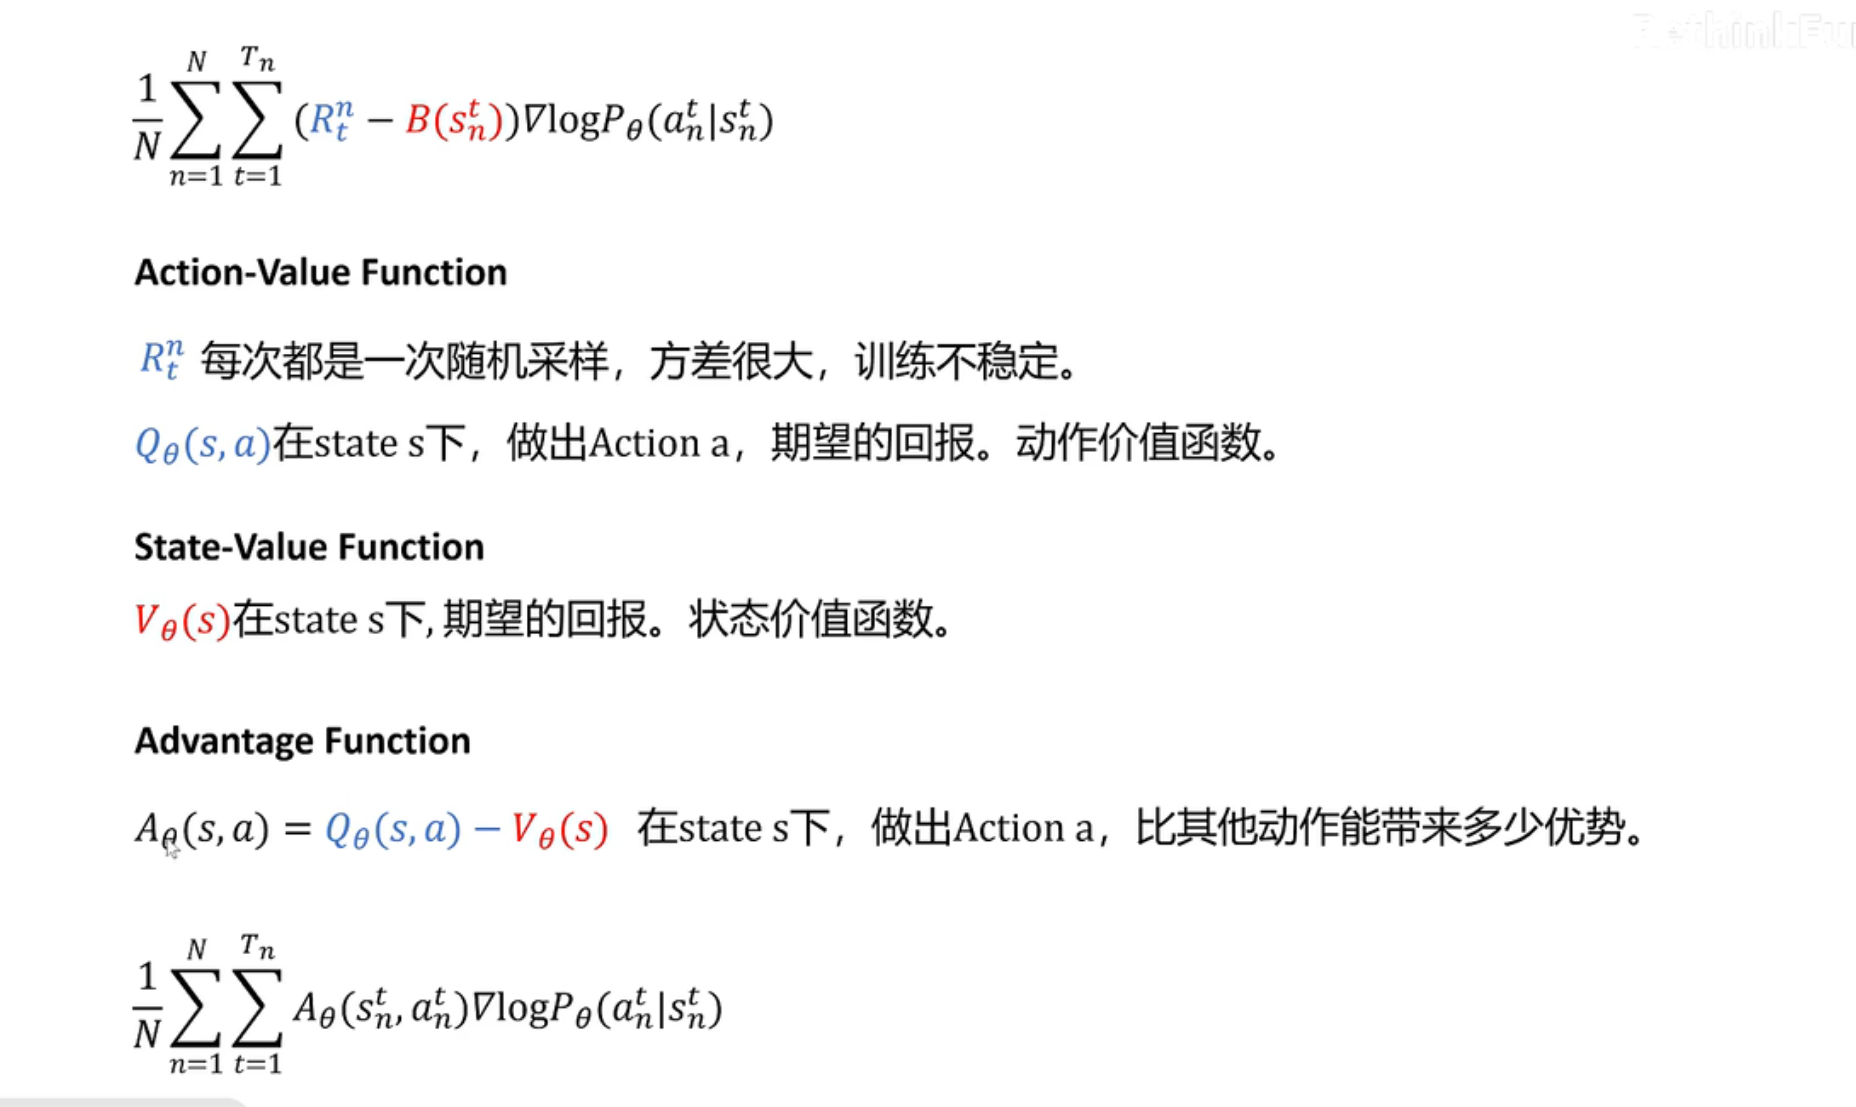 RethinkFun
$\frac{1}{N}\sum_{n=1}^{N}\sum_{t=1}^{T_n}(R_t^n - B(s_n^t))\nabla\log P_\theta(a_n^t|s_n^t)$
Action-Value Function
$R_t^n$ 每次都是一次随机采样，方差很大，训练不稳定。
$Q_\theta(s,a)$在state s下，做出Action a，期望的回报。动作价值函数。
State-Value Function
$V_\theta(s)$在state s下,期望的回报。状态价值函数。
Advantage Function
$A_\theta(s,a) = Q_\theta(s,a) - V_\theta(s)$ 在state s下，做出Action a，比其他动作能带来多少优势。
$\frac{1}{N}\sum_{n=1}^{N}\sum_{t=1}^{T_n}A_\theta(s_n^t,a_n^t)\nabla\log P_\theta(a_n^t|s_n^t)$